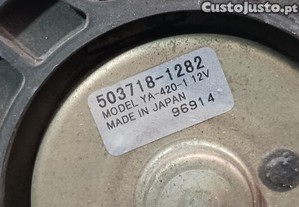 CustoJusto.pt
503718-1282
MODEL YA-420-1 12V
MADE IN JAPAN
96914